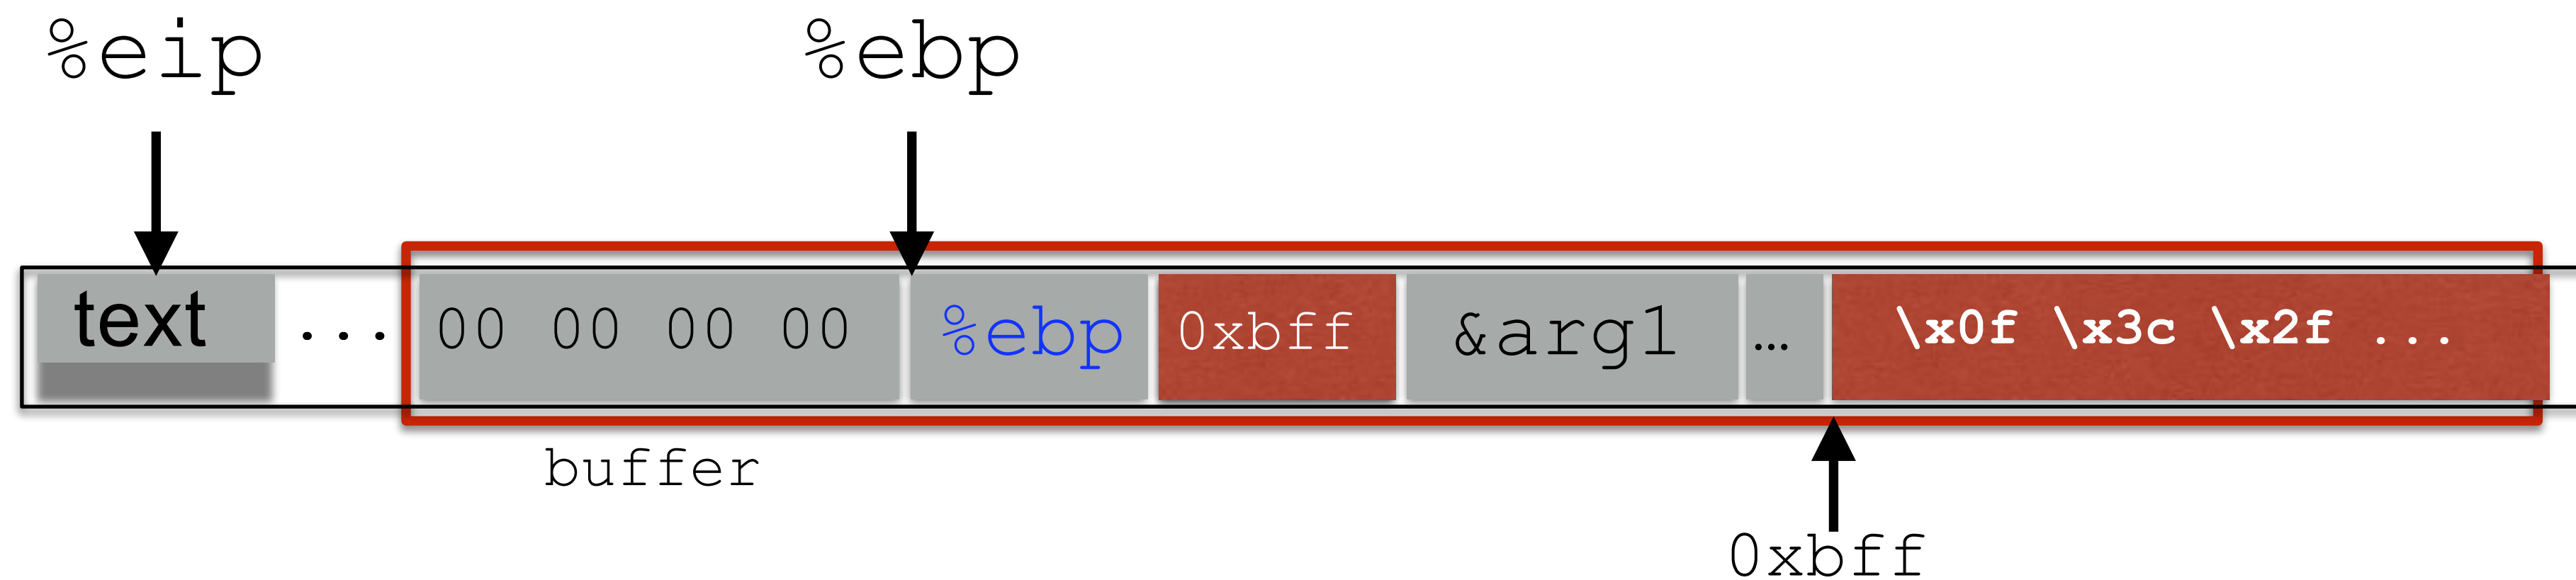 %eip %ebp
text ... 00 00 00 00 %ebp 0xbff &arg1 … \x0f \x3c \x2f ...
buffer
0xbff